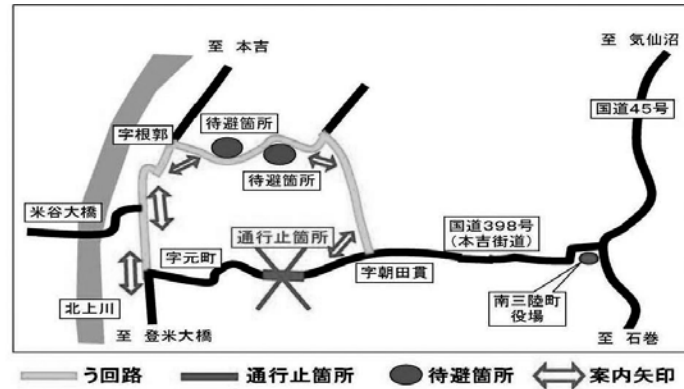 至 本吉
至 気仙沼
国道45号
待避箇所
字根郭
待避箇所
米谷大橋
通行止箇所
国道398号
(本吉街道)
字元町
字朝田貫
南三陸町
役場
北上川
至 登米大橋
至 石巻
う回路
通行止箇所
待避箇所
案内矢印